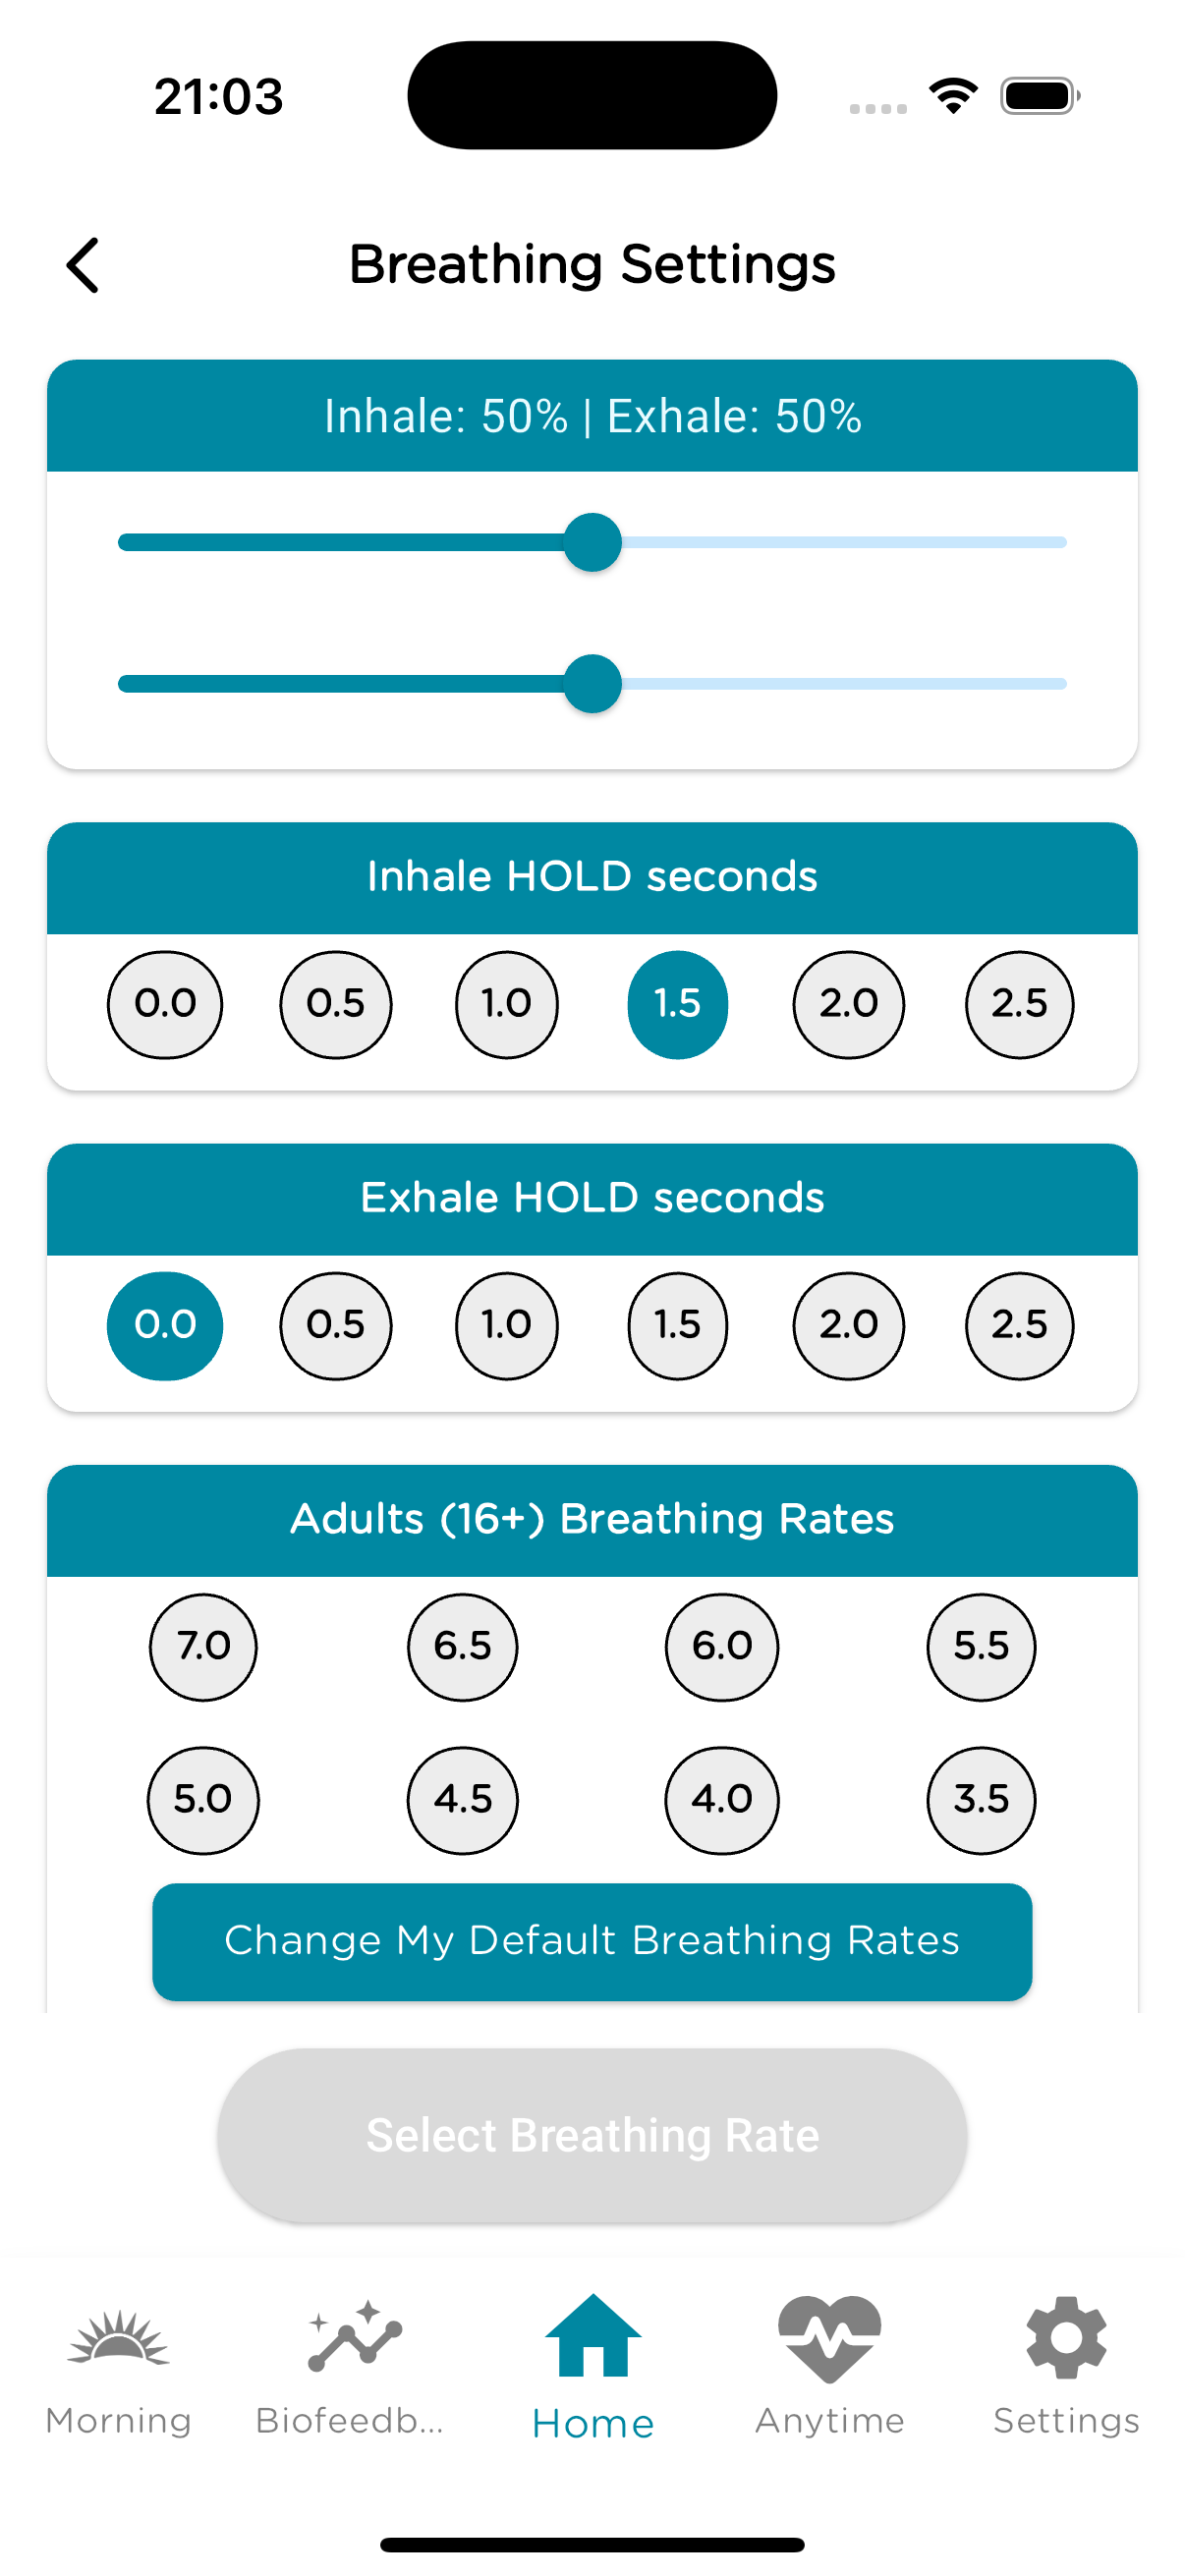 21:03
Breathing Settings
Inhale: 50% | Exhale: 50%
Inhale HOLD seconds
0.0 0.5 1.0 1.5 2.0 2.5
Exhale HOLD seconds
0.0 0.5 1.0 1.5 2.0 2.5
Adults (16+) Breathing Rates
7.0 6.5 6.0 5.5
5.0 4.5 4.0 3.5
Change My Default Breathing Rates
Select Breathing Rate
Morning Biofeedb... Home Anytime Settings